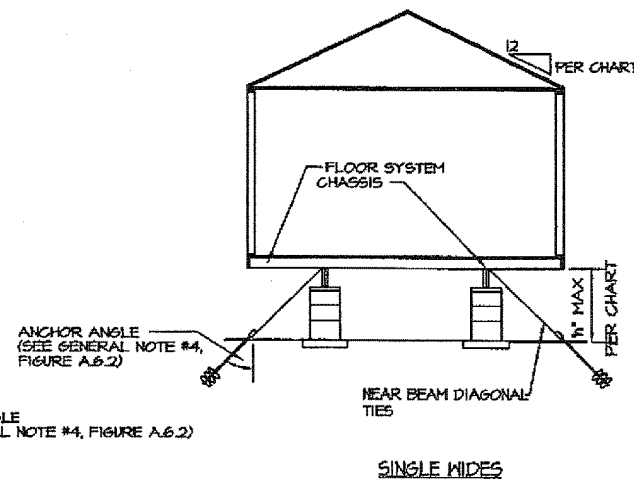 12
PER CHART
FLOOR SYSTEM
CHASSIS
"h" MAX
PER CHART
ANCHOR ANGLE
(SEE GENERAL NOTE #4,
FIGURE A.6.2)
NEAR BEAM DIAGONAL
TIES
GLE
L NOTE #4, FIGURE A.6.2)
SINGLE WIDES